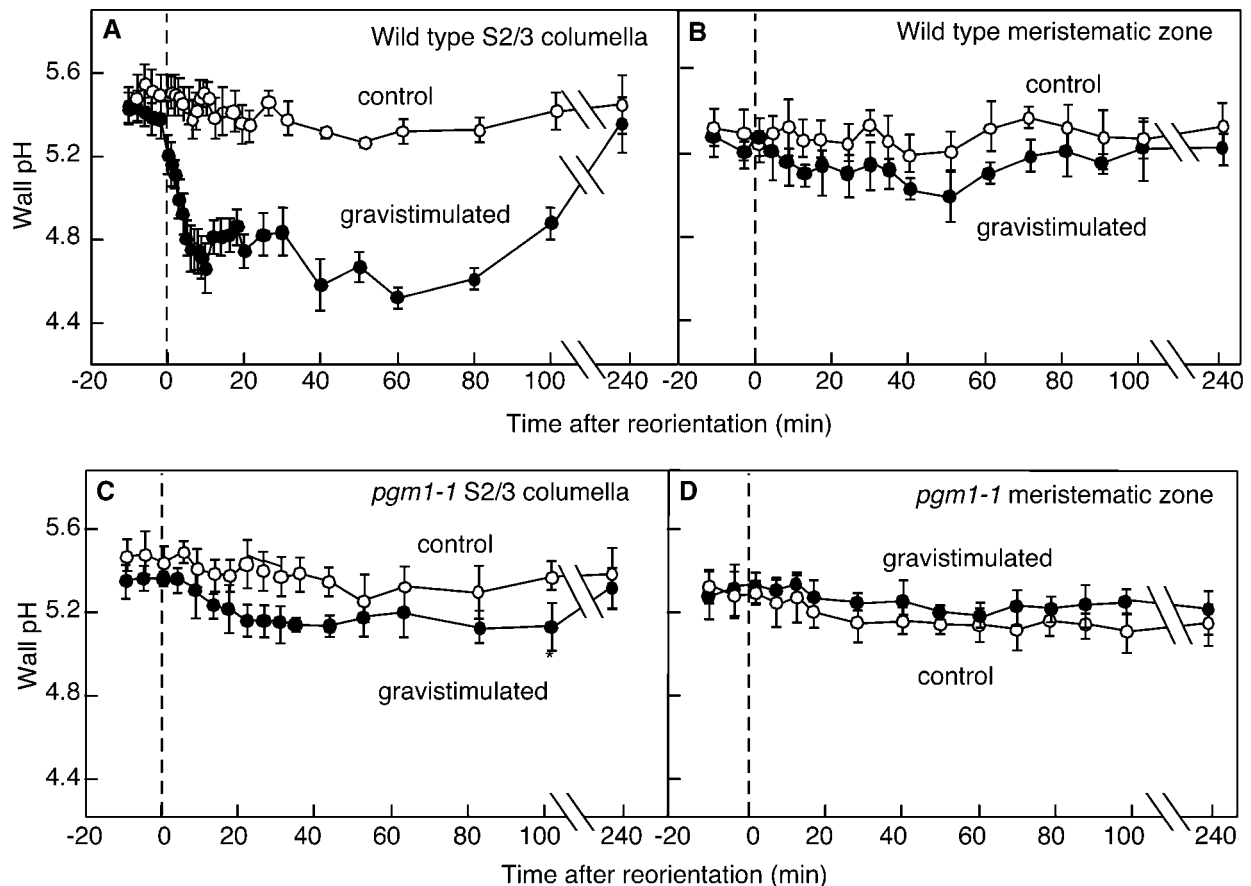 A
Wild type S2/3 columella
B
Wild type meristematic zone
control
control
gravistimulated
gravistimulated
Wall pH
5.6
5.2
4.8
4.4
-20 0 20 40 60 80 100 240
-20 0 20 40 60 80 100 240
Time after reorientation (min)
C
pgm1-1 S2/3 columella
D
pgm1-1 meristematic zone
control
gravistimulated
gravistimulated
control
*
Wall pH
5.6
5.2
4.8
4.4
-20 0 20 40 60 80 100 240
-20 0 20 40 60 80 100 240
Time after reorientation (min)